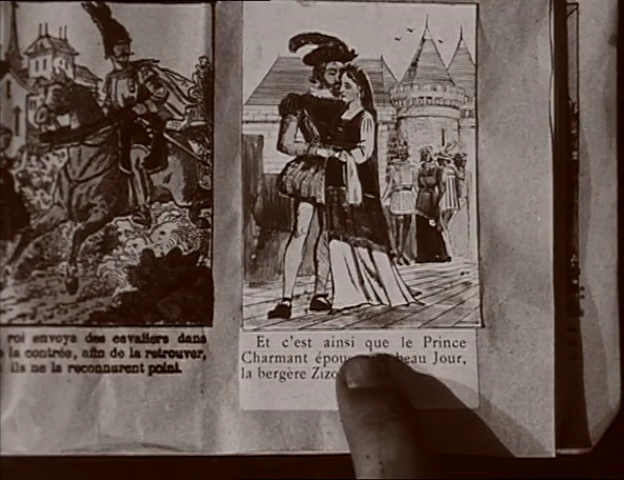 roi envoya des cavaliers dans
la contrée, afin de la retrouver,
ils ne la reconnurent point.
Et c'est ainsi que le Prince
Charmant beau Jour,
la bergère